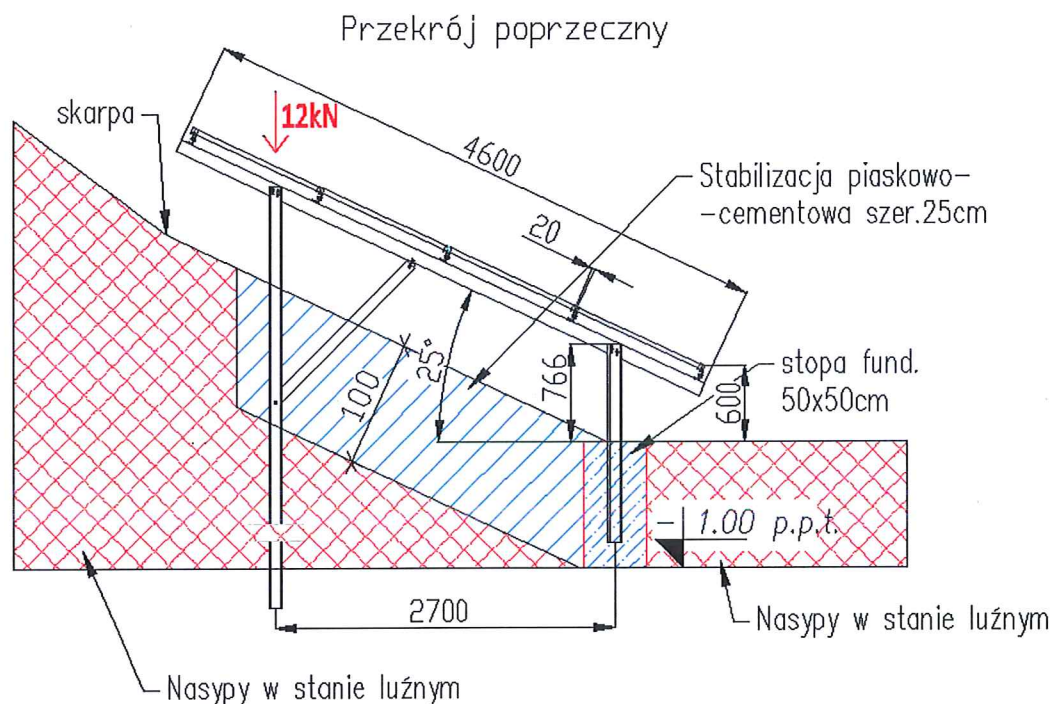 Przekrój poprzeczny
skarpa
12kN
4600
Stabilizacja piaskowo-
-cementowa szer.25cm
20
25°
100
766
600
stopa fund.
50x50cm
- 1.00 p.p.t.
2700
Nasypy w stanie luźnym
Nasypy w stanie luźnym